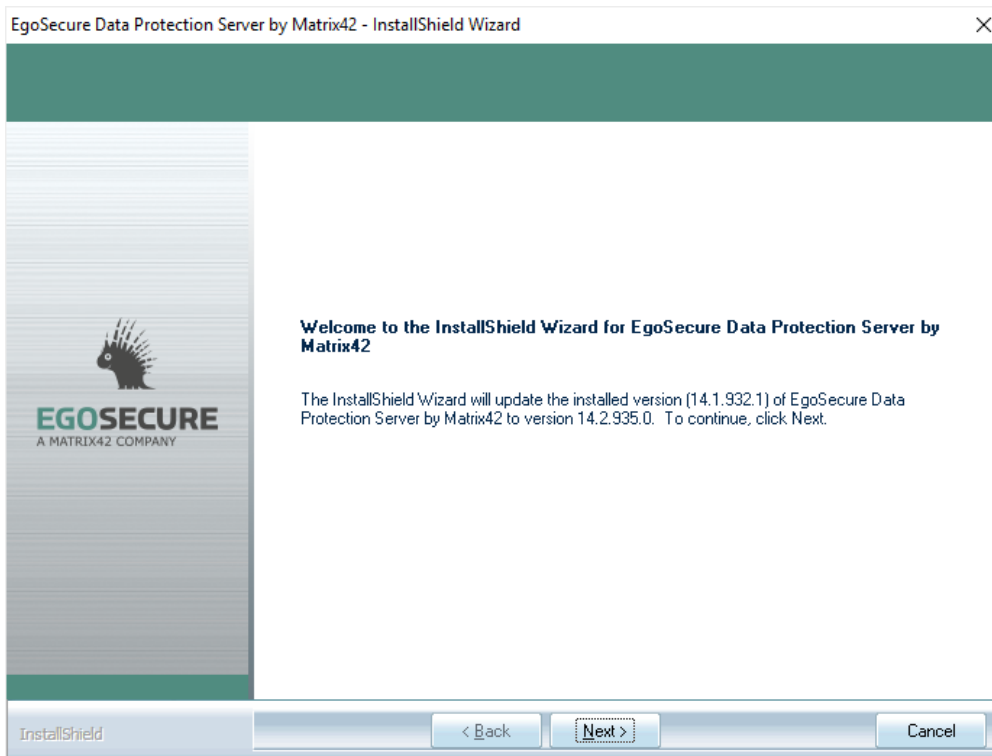 EgoSecure Data Protection Server by Matrix42 - InstallShield Wizard
Welcome to the InstallShield Wizard for EgoSecure Data Protection Server by
Matrix42
The InstallShield Wizard will update the installed version (14.1.932.1) of EgoSecure Data
Protection Server by Matrix42 to version 14.2.935.0.  To continue, click Next.
EGOSECURE
A MATRIX42 COMPANY
InstallShield
< Back
Next >
Cancel